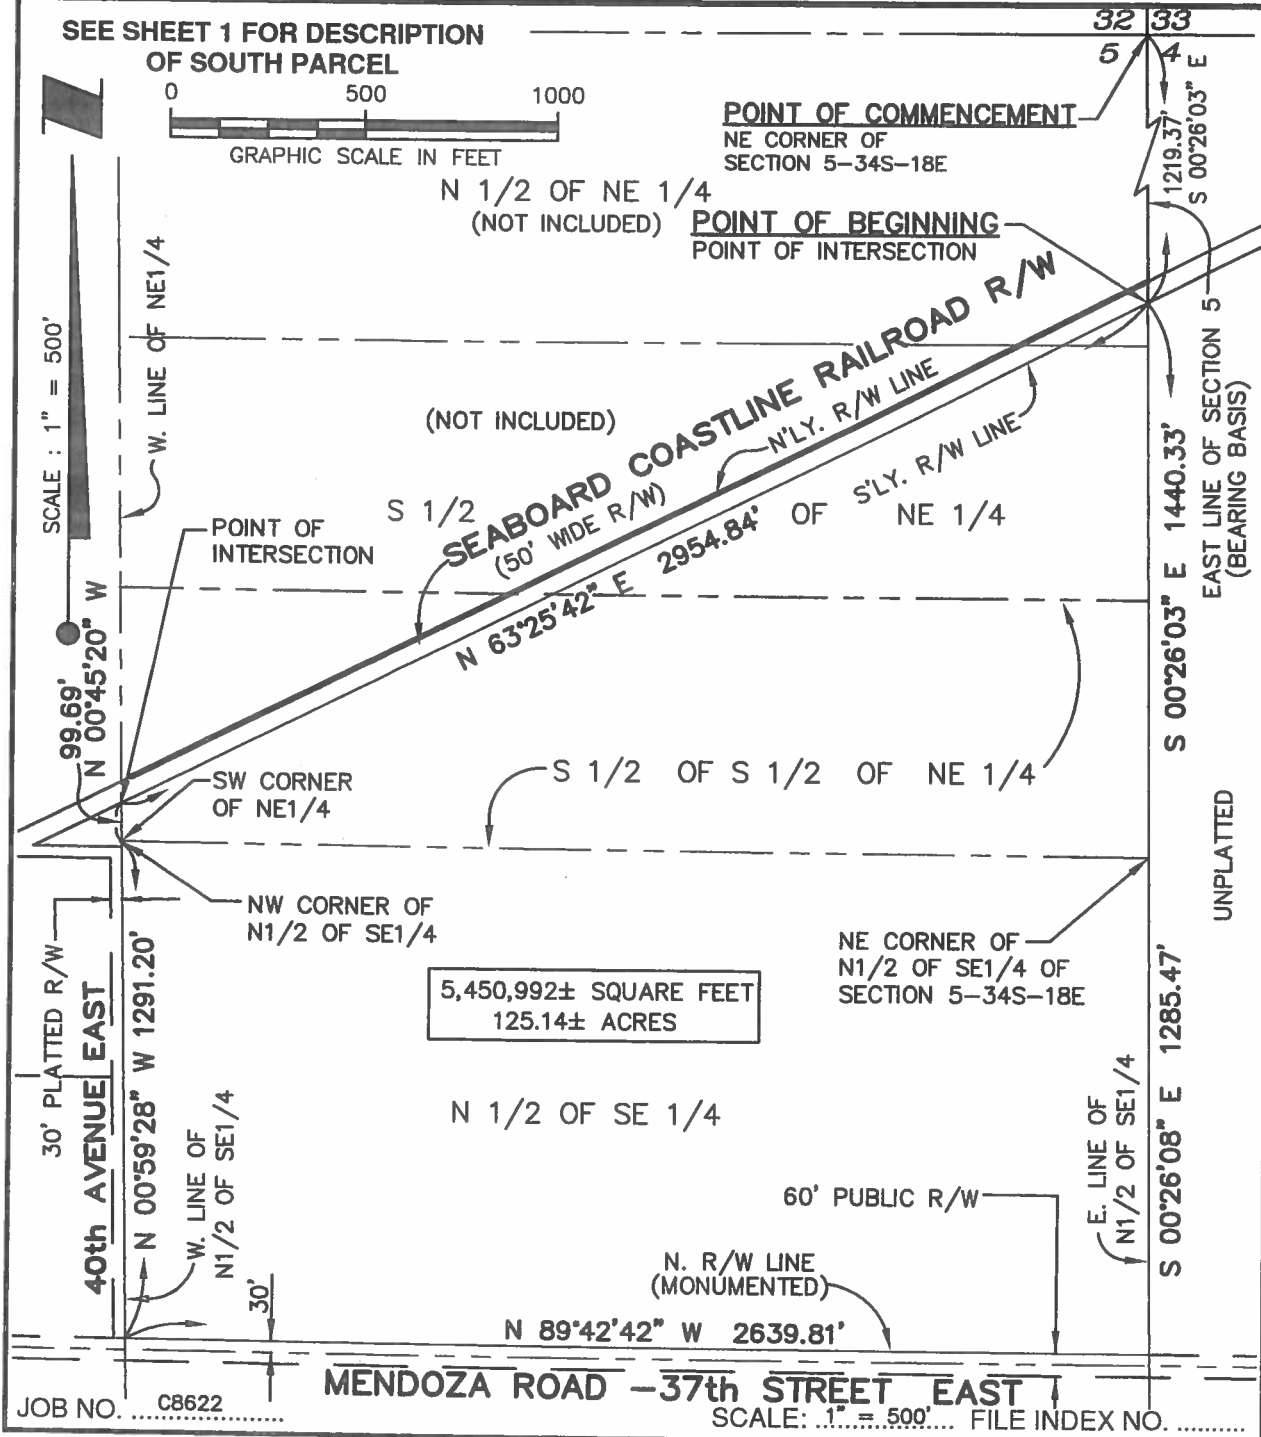 SEE SHEET 1 FOR DESCRIPTION
OF SOUTH PARCEL
0 500 1000
GRAPHIC SCALE IN FEET
32 33
5 4
POINT OF COMMENCEMENT
NE CORNER OF
SECTION 5-34S-18E
1219.37'
S 00°26'03" E
N 1/2 OF NE 1/4
(NOT INCLUDED)
POINT OF BEGINNING
POINT OF INTERSECTION
W. LINE OF NE1/4
SCALE : 1" = 500'
SEABOARD COASTLINE RAILROAD R/W
(50' WIDE R/W)
N'LY. R/W LINE
S'LY. R/W LINE
(NOT INCLUDED)
S 1/2 OF NE 1/4
POINT OF
INTERSECTION
N 63°25'42" E 2954.84'
S 00°26'03" E 1440.33'
EAST LINE OF SECTION 5
(BEARING BASIS)
99.69'
N 00°45'20" W
SW CORNER
OF NE1/4
S 1/2 OF S 1/2 OF NE 1/4
UNPLATTED
NW CORNER OF
N1/2 OF SE1/4
NE CORNER OF
N1/2 OF SE1/4 OF
SECTION 5-34S-18E
5,450,992± SQUARE FEET
125.14± ACRES
30' PLATTED R/W
40th AVENUE EAST
N 00°59'28" W 1291.20'
W. LINE OF
N1/2 OF SE1/4
N 1/2 OF SE 1/4
E. LINE OF
N1/2 OF SE1/4
S 00°26'08" E 1285.47'
60' PUBLIC R/W
N. R/W LINE
(MONUMENTED)
30'
N 89°42'42" W 2639.81'
MENDOZA ROAD -37th STREET EAST
JOB NO. C8622
SCALE: 1" = 500' FILE INDEX NO. ..........